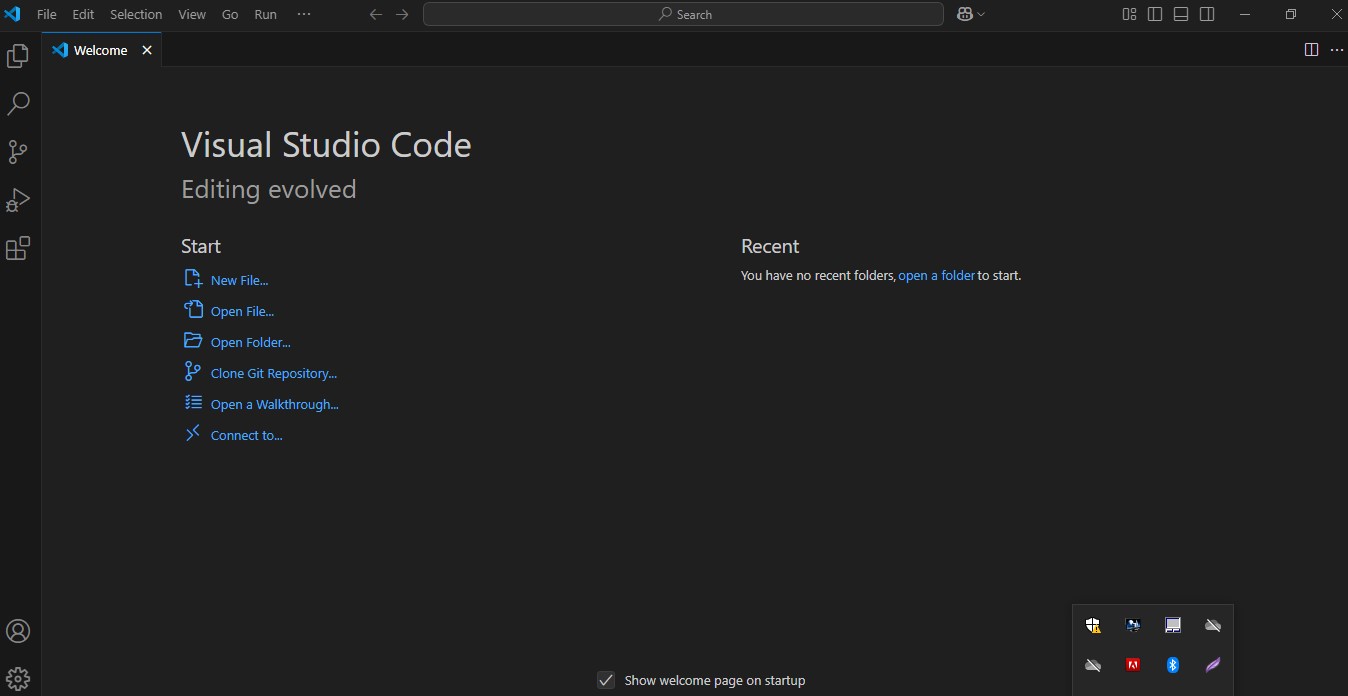 File Edit Selection View Go Run ···
Search
Welcome
Visual Studio Code
Editing evolved
Start
New File...
Open File...
Open Folder...
Clone Git Repository...
Open a Walkthrough...
Connect to...
Recent
You have no recent folders, open a folder to start.
Show welcome page on startup